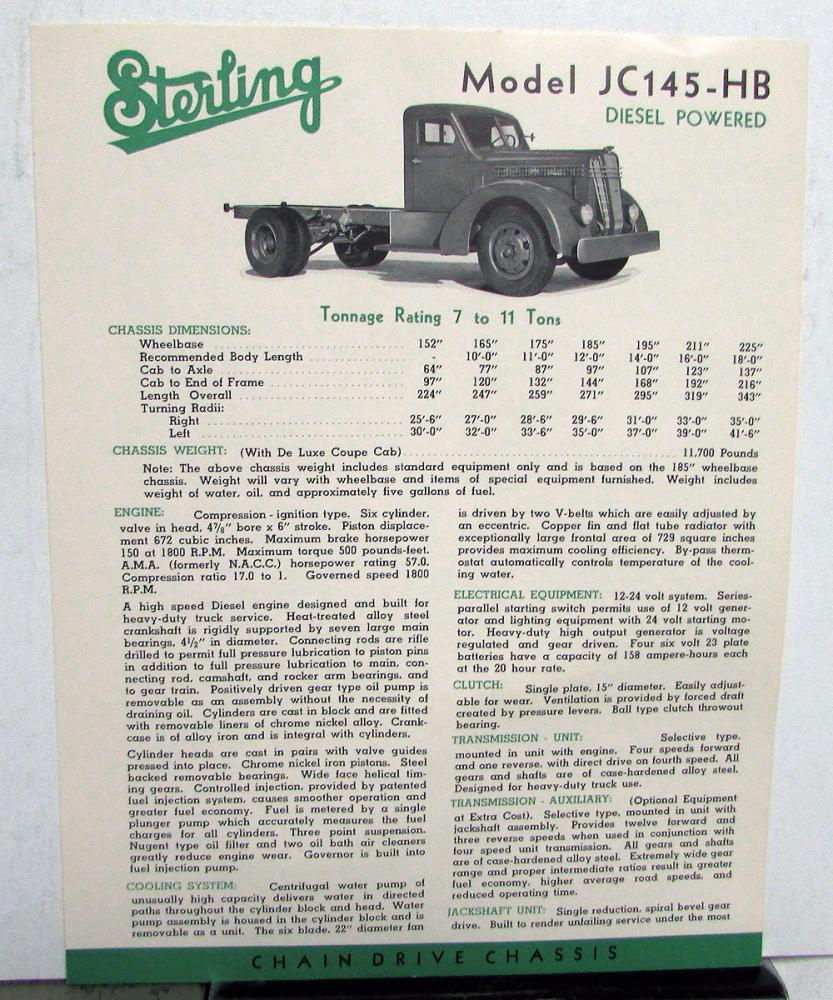 Sterling
Model JC145-HB
DIESEL POWERED
Tonnage Rating 7 to 11 Tons
CHASSIS DIMENSIONS:
Wheelbase ........ 152" 165" 175" 185" 195" 211" 225"
Recommended Body Length ........ - 10'-0" 11'-0" 12'-0" 14'-0" 16'-0" 18'-0"
Cab to Axle ........ 64" 77" 87" 97" 107" 123" 137"
Cab to End of Frame ........ 97" 120" 132" 144" 168" 192" 216"
Length Overall ........ 224" 247" 259" 271" 295" 319" 343"
Turning Radii:
Right ........ 25'-6" 27'-0" 28'-6" 29'-6" 31'-0" 33'-0" 35'-0"
Left ........ 30'-0" 32'-0" 33'-6" 35'-0" 37'-0" 39'-0" 41'-6"
CHASSIS WEIGHT: (With De Luxe Coupe Cab) ........ 11,700 Pounds
Note: The above chassis weight includes standard equipment only and is based on the 185" wheelbase
chassis. Weight will vary with wheelbase and items of special equipment furnished. Weight includes
weight of water, oil, and approximately five gallons of fuel.
ENGINE: Compression-ignition type. Six cylinder,
valve in head, 4⅞" bore x 6" stroke. Piston displace-
ment 672 cubic inches. Maximum brake horsepower
150 at 1800 R.P.M. Maximum torque 500 pounds-feet.
A.M.A. (formerly N.A.C.C.) horsepower rating 57.0.
Compression ratio 17.0 to 1. Governed speed 1800
R.P.M.
A high speed Diesel engine designed and built for
heavy-duty truck service. Heat-treated alloy steel
crankshaft is rigidly supported by seven large main
bearings, 4½" in diameter. Connecting rods are rifle
drilled to permit full pressure lubrication to piston pins
in addition to full pressure lubrication to main, con-
necting rod, camshaft, and rocker arm bearings, and
to gear train. Positively driven gear type oil pump is
removable as an assembly without the necessity of
draining oil. Cylinders are cast in block and are fitted
with removable liners of chrome nickel alloy. Crank-
case is of alloy iron and is integral with cylinders.
Cylinder heads are cast in pairs with valve guides
pressed into place. Chrome nickel iron pistons. Steel
backed removable bearings. Wide face helical tim-
ing gears. Controlled injection, provided by patented
fuel injection system, causes smoother operation and
greater fuel economy. Fuel is metered by a single
plunger pump which accurately measures the fuel
charges for all cylinders. Three point suspension.
Nugent type oil filter and two oil bath air cleaners
greatly reduce engine wear. Governor is built into
fuel injection pump.
COOLING SYSTEM: Centrifugal water pump of
unusually high capacity delivers water in directed
paths throughout the cylinder block and head. Water
pump assembly is housed in the cylinder block and is
removable as a unit. The six blade, 22" diameter fan
is driven by two V-belts which are easily adjusted by
an eccentric. Copper fin and flat tube radiator with
exceptionally large frontal area of 729 square inches
provides maximum cooling efficiency. By-pass therm-
ostat automatically controls temperature of the cool-
ing water.
ELECTRICAL EQUIPMENT: 12-24 volt system. Series-
parallel starting switch permits use of 12 volt gener-
ator and lighting equipment with 24 volt starting mo-
tor. Heavy-duty high output generator is voltage
regulated and gear driven. Four six volt 23 plate
batteries have a capacity of 158 ampere-hours each
at the 20 hour rate.
CLUTCH: Single plate, 15" diameter. Easily adjust-
able for wear. Ventilation is provided by forced draft
created by pressure levers. Ball type clutch throwout
bearing.
TRANSMISSION - UNIT: Selective type,
mounted in unit with engine. Four speeds forward
and one reverse, with direct drive on fourth speed. All
gears and shafts are of case-hardened alloy steel.
Designed for heavy-duty truck use.
TRANSMISSION - AUXILIARY: (Optional Equipment
at Extra Cost). Selective type, mounted in unit with
jackshaft assembly. Provides twelve forward and
three reverse speeds when used in conjunction with
four speed unit transmission. All gears and shafts
are of case-hardened alloy steel. Extremely wide gear
range and proper intermediate ratios result in greater
fuel economy, higher average road speeds, and
reduced operating time.
JACKSHAFT UNIT: Single reduction, spiral bevel gear
drive. Built to render unfailing service under the most
CHAIN DRIVE CHASSIS